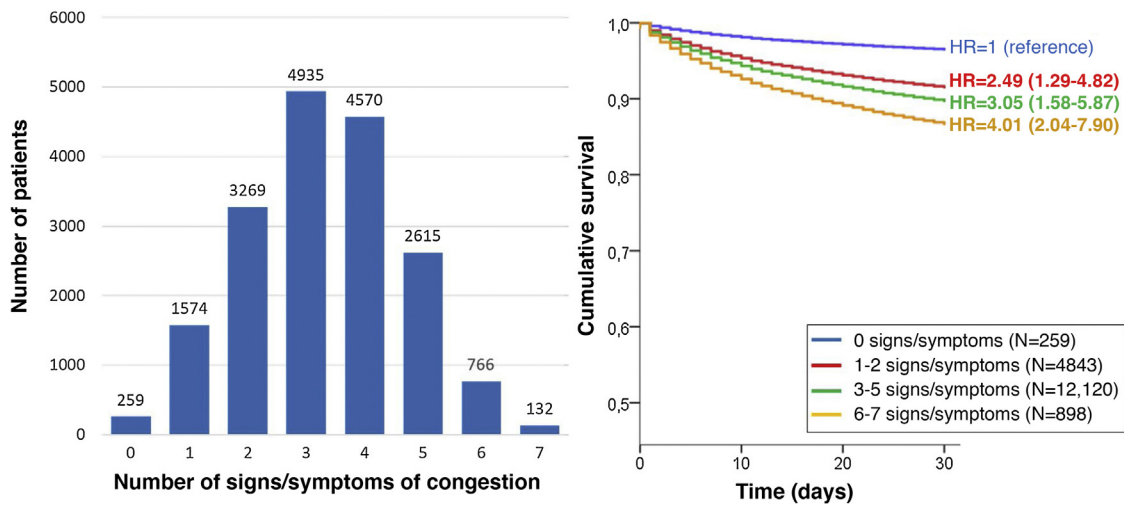 6000
5000
4000
3000
2000
1000
0
Number of patients
259
1574
3269
4935
4570
2615
766
132
0 1 2 3 4 5 6 7
Number of signs/symptoms of congestion
1,0
0,9
0,8
0,7
0,6
0,5
Cumulative survival
HR=1 (reference)
HR=2.49 (1.29-4.82)
HR=3.05 (1.58-5.87)
HR=4.01 (2.04-7.90)
0 signs/symptoms (N=259)
1-2 signs/symptoms (N=4843)
3-5 signs/symptoms (N=12,120)
6-7 signs/symptoms (N=898)
0 10 20 30
Time (days)